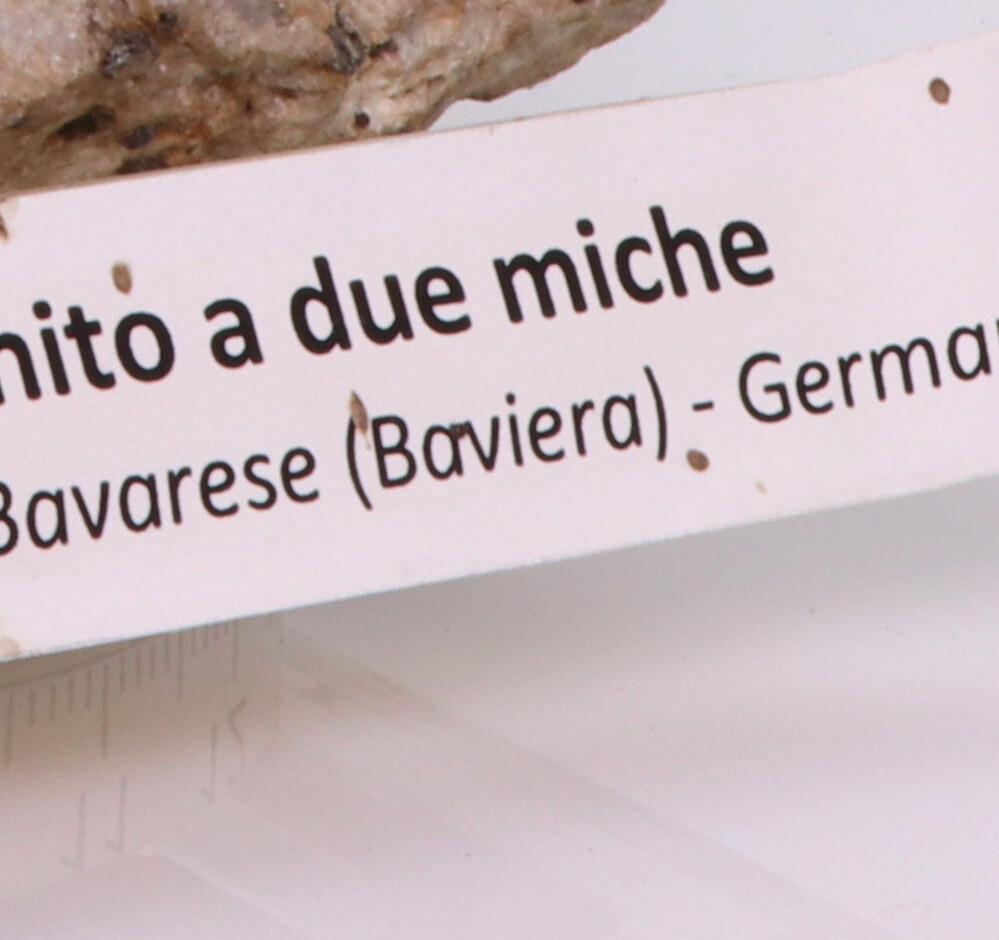 nito a due miche
Bavarese (Baviera) - Germa